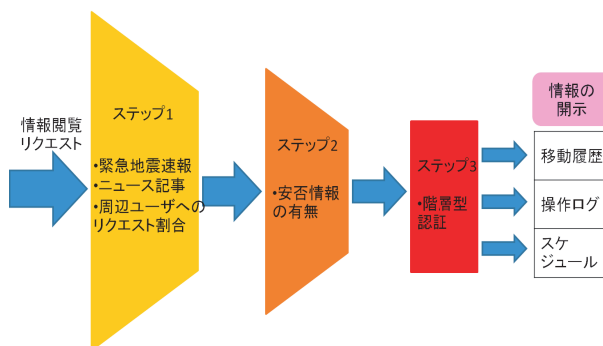 情報閲覧
リクエスト
ステップ1
•緊急地震速報
•ニュース記事
•周辺ユーザへの
リクエスト割合
ステップ2
•安否情報
の有無
ステップ3
•階層型
認証
情報の
開示
移動履歴
操作ログ
スケ
ジュール